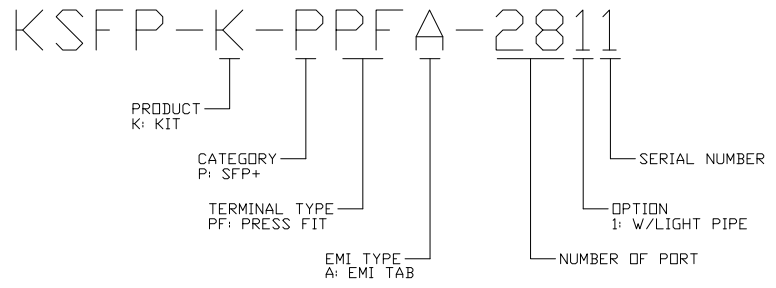 KSFP-K-PPFA-2811
PRODUCT
K: KIT
SERIAL NUMBER
CATEGORY
P: SFP+
TERMINAL TYPE
PF: PRESS FIT
OPTION
1: W/LIGHT PIPE
EMI TYPE
A: EMI TAB
NUMBER OF PORT